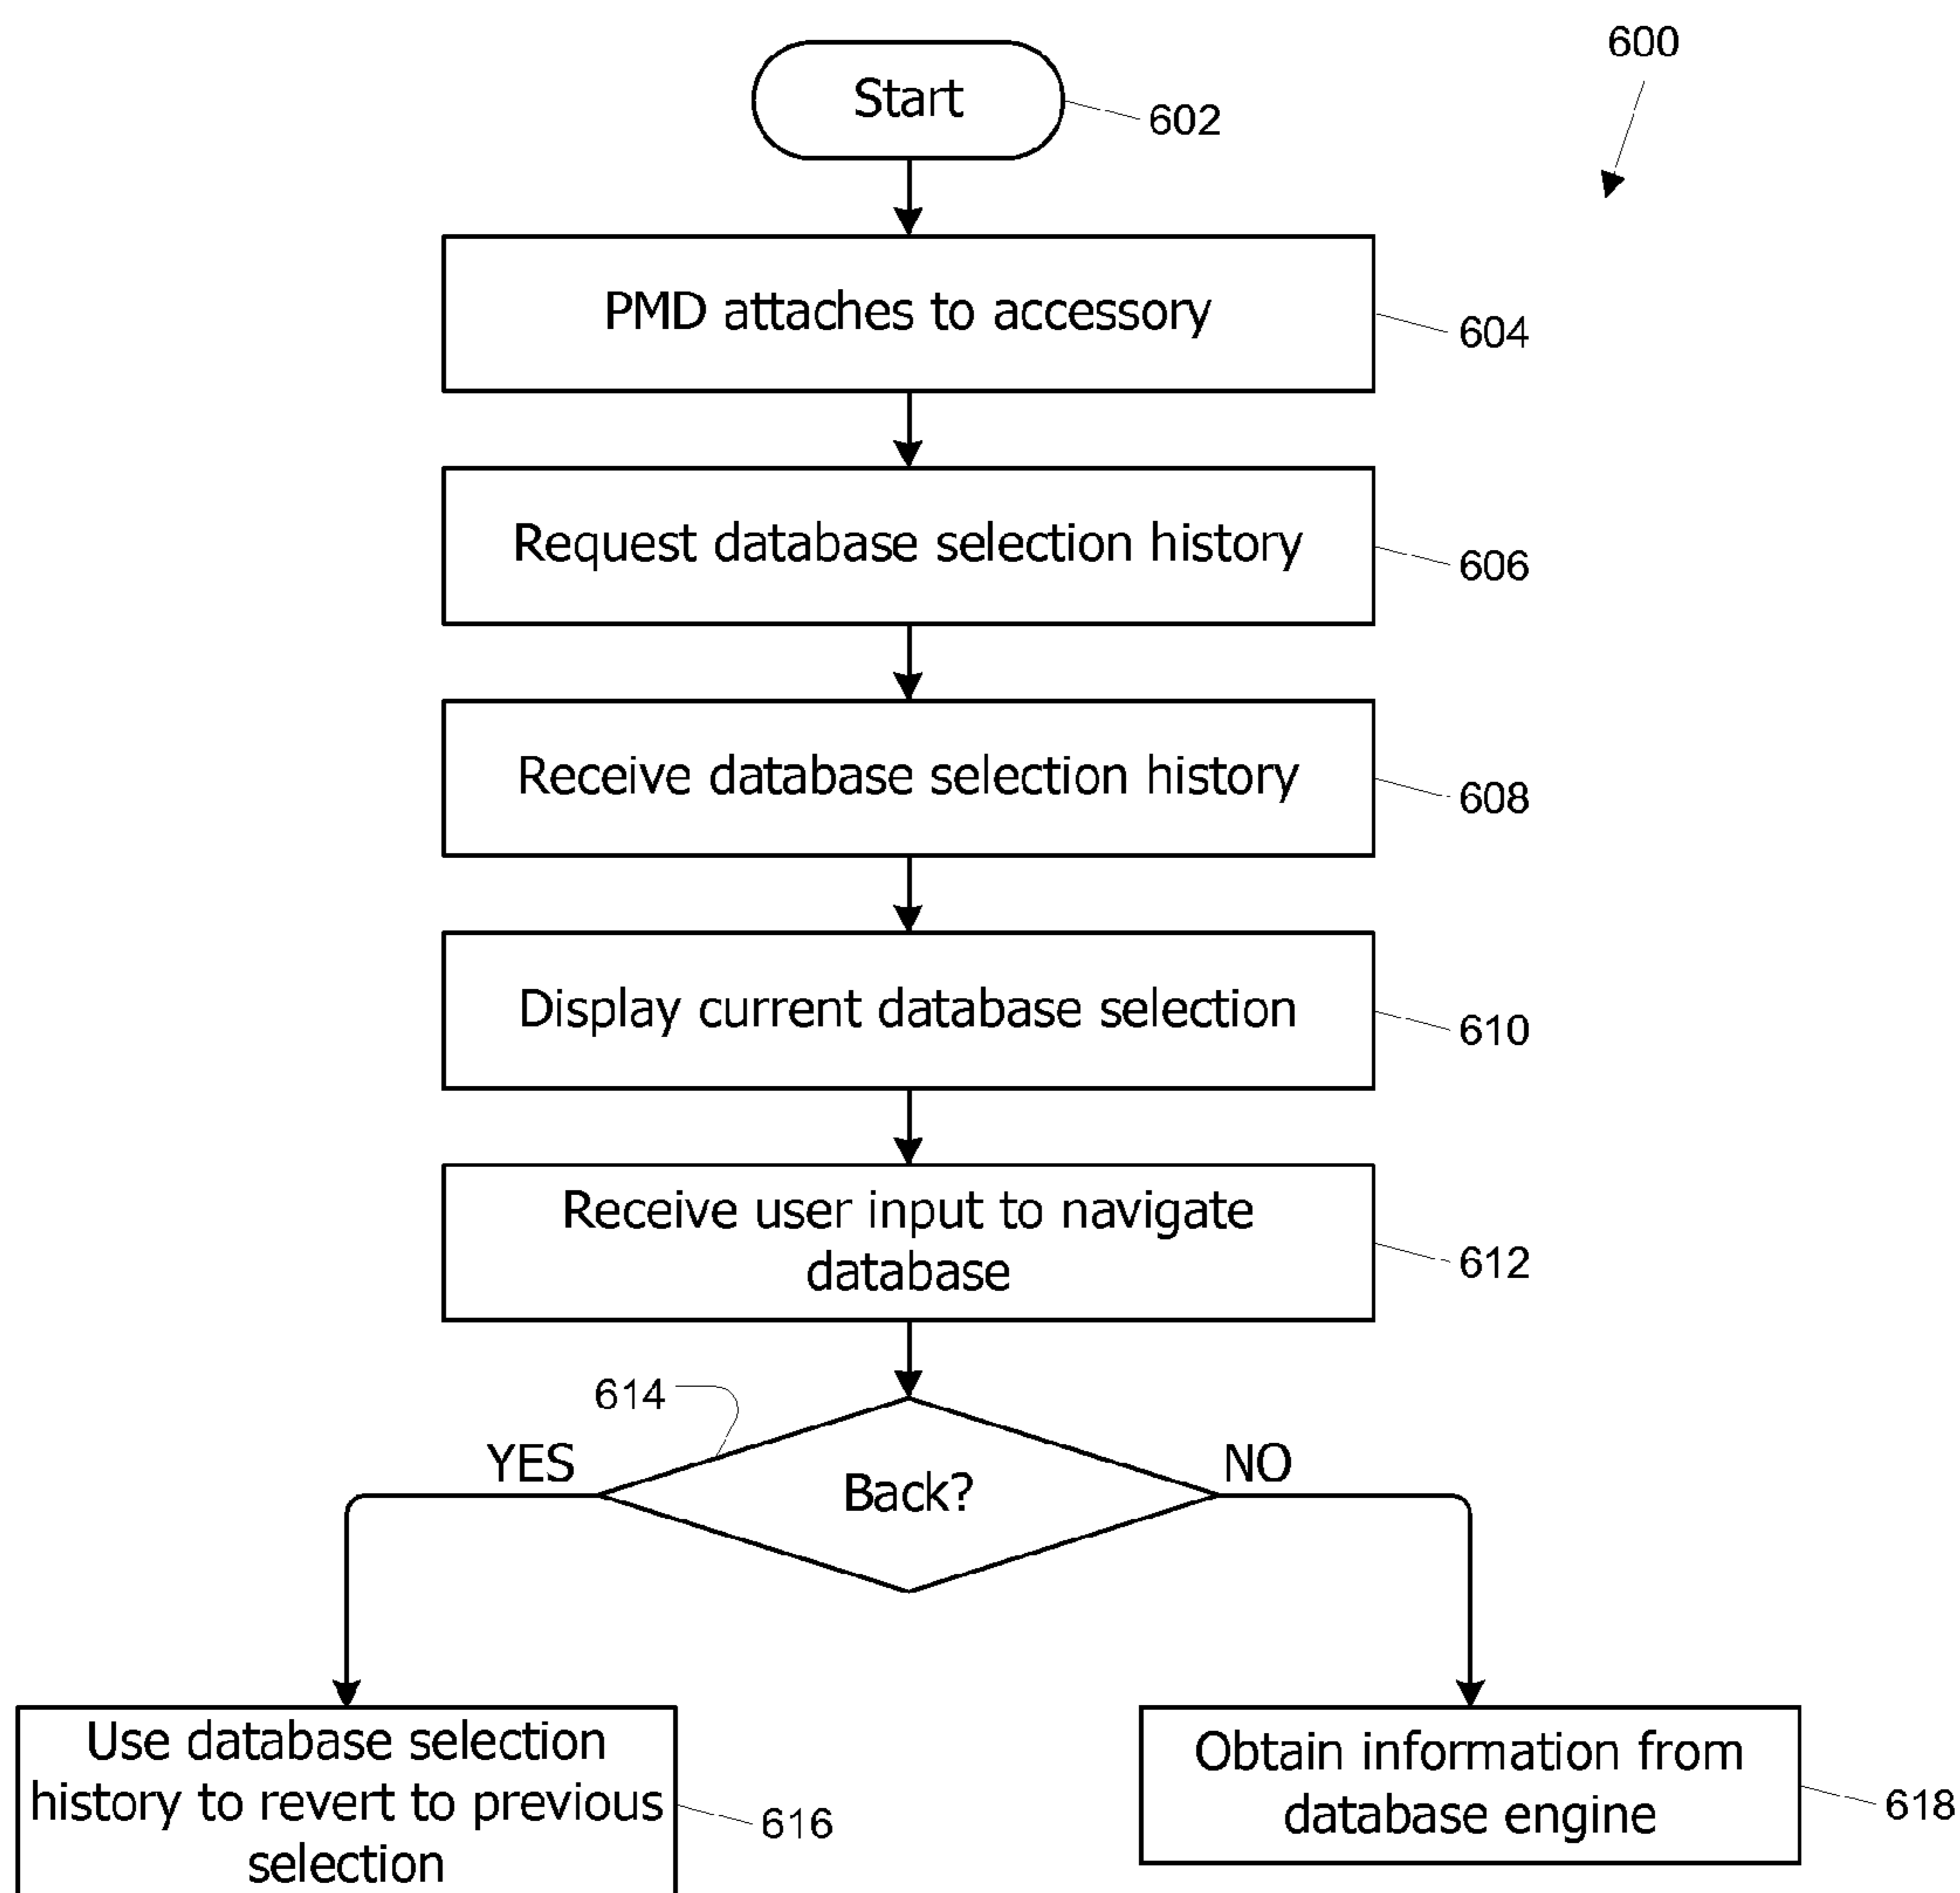 600
Start
602
PMD attaches to accessory
604
Request database selection history
606
Receive database selection history
608
Display current database selection
610
Receive user input to navigate
database
612
614
YES
Back?
NO
Use database selection
history to revert to previous
selection
616
Obtain information from
database engine
618